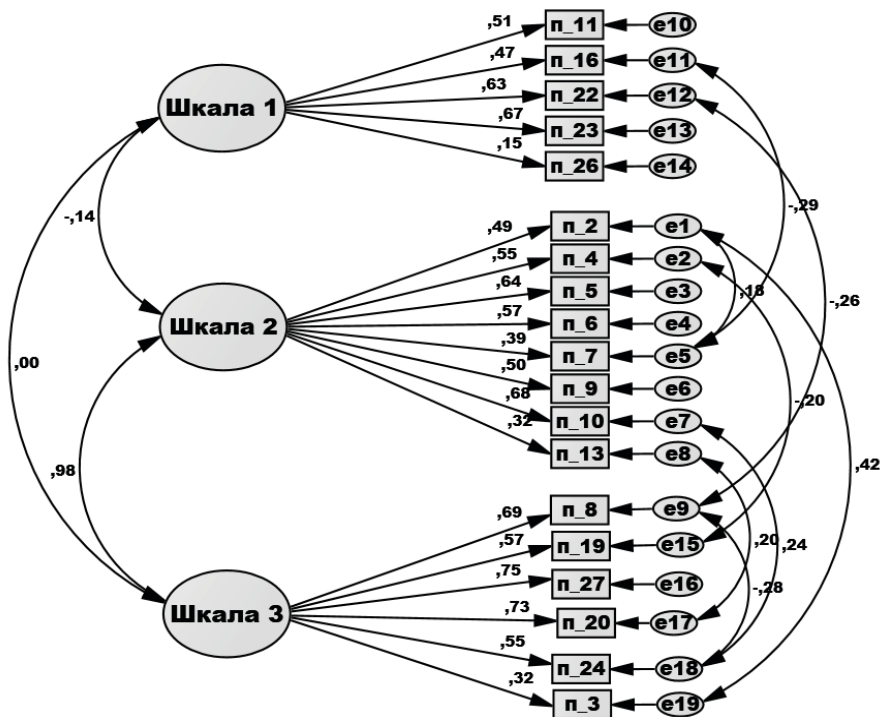 ,51 п_11 e10
,47 п_16 e11
Шкала 1 ,63 п_22 e12
,67 п_23 e13
,15 п_26 e14
-,14 -,29
,49 п_2 e1
,55 п_4 e2
,64 п_5 e3 ,18
Шкала 2 ,57 п_6 e4 -,26
,39 п_7 e5
,00 ,50 п_9 e6
,68 п_10 e7 -,20
,32 п_13 e8
,98 ,42
,69 п_8 e9
,57 п_19 e15 ,20 ,24
,75 п_27 e16 -,28
Шкала 3 ,73 п_20 e17
,55 п_24 e18
,32 п_3 e19